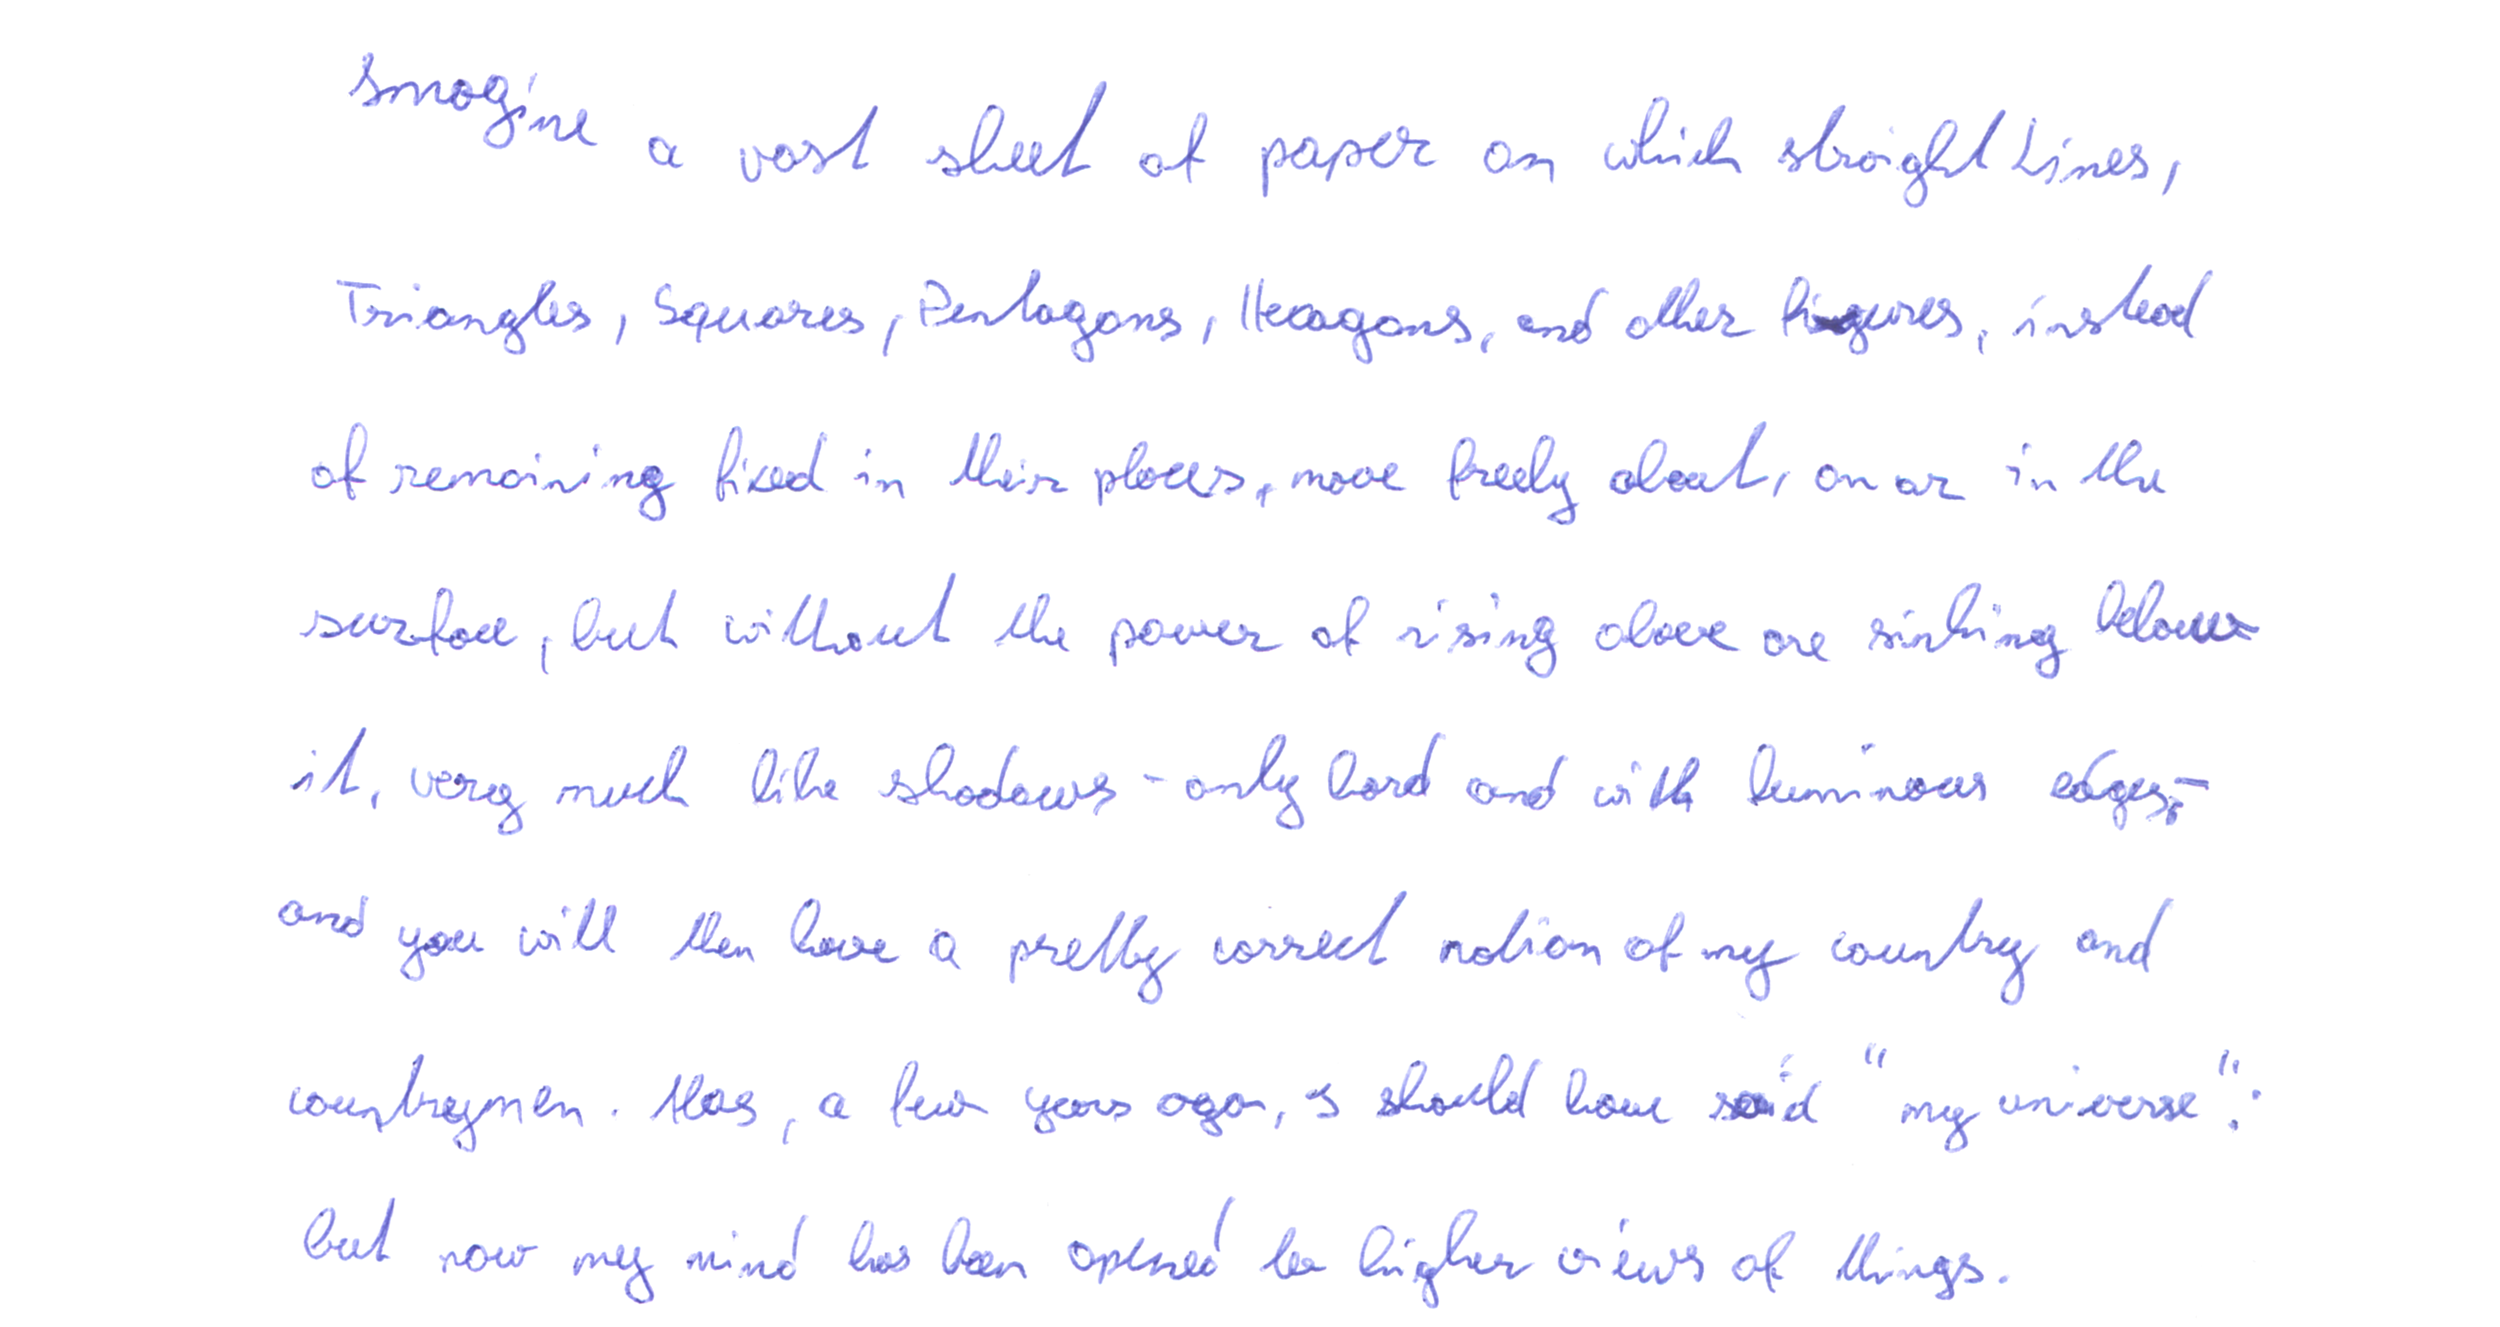 Imagine a vast sheet of paper on which straight Lines,
Triangles, Squares, Pentagons, Hexagons, and other figures, instead
of remaining fixed in their places, move freely about, on or in the
surface, but without the power of rising above ore sinking below
it, very much like shadows - only hard and with luminous edges -
and you will then have a pretty correct notion of my country and
countrymen. Alas, a few years ago, I should have said "my universe":
but now my mind has been opened to higher views of things.